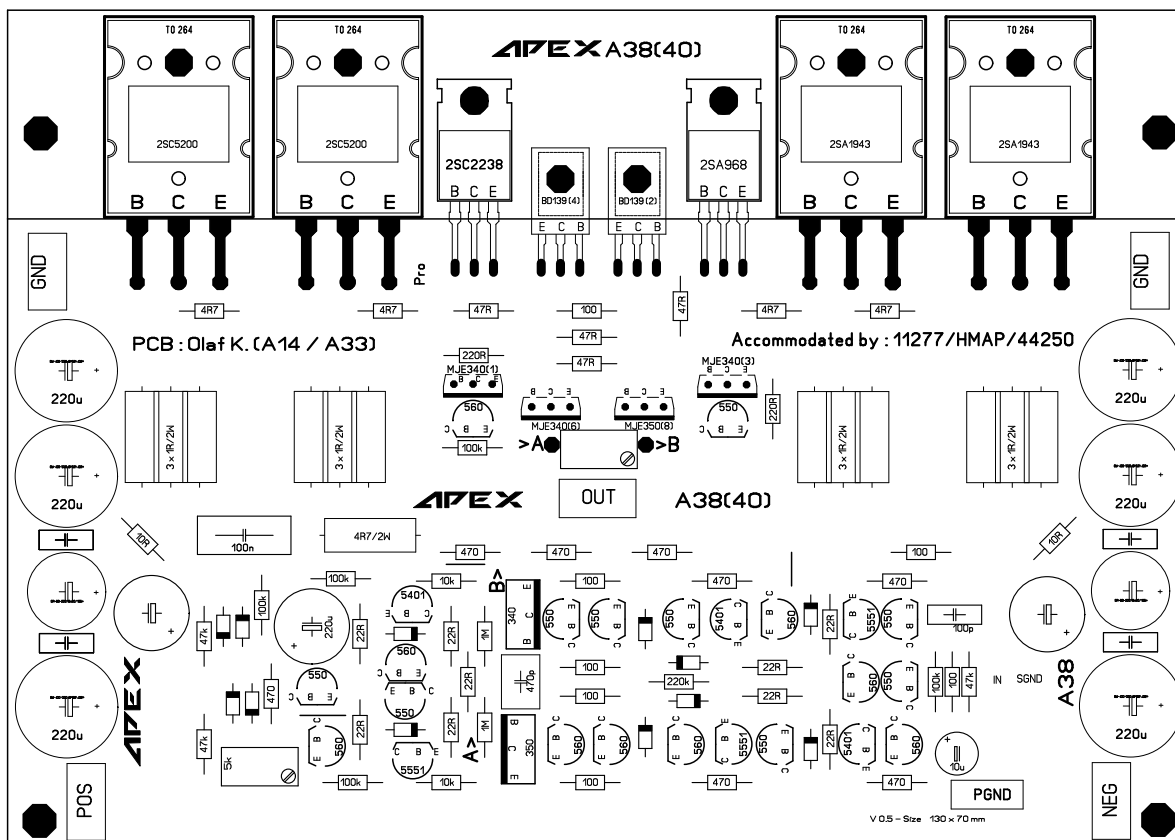 TO 264
TO 264
APEX A38(40)
TO 264
TO 264
2SC5200
2SC5200
2SC2238
2SA968
2SA1943
2SA1943
BD139(4)
BD139(2)
B C E
B C E
B C E
E C B
E C B
B C E
B C E
B C E
GND
Pro
GND
4R7
4R7
47R
100
47R
4R7
4R7
PCB : Olaf K. (A14 / A33)
47R
Accommodated by : 11277/HMAP/44250
220R
47R
MJE340(1)
MJE340(3)
B C E
B C E
B C E
B C E
220u
560
550
220R
220u
3 x 1R/2W
3 x 1R/2W
MJE340(6)
MJE350(8)
3 x 1R/2W
3 x 1R/2W
C B E
C B E
100k
>A
>B
220u
220u
APEX
OUT
A38(40)
10R
100n
4R7/2W
10R
470
470
470
100
100k
10k
B>
100
470
470
5401
340
E C B
550
550
550
5401
560
5551
550
100p
100k
47k
22R
220u
22R
1M
22R
560
100
22R
560
550
100k
100
47k
IN
SGND
A38
550
470
22R
470p
220k
22R
100
550
47k
22R
22R
A>
1M
350
B C E
560
5551
560
560
550
5551
550
22R
5401
560
10u
APEX
5k
220u
220u
100k
10k
100
470
470
POS
PGND
NEG
V 0.5 - Size 130 x 70 mm